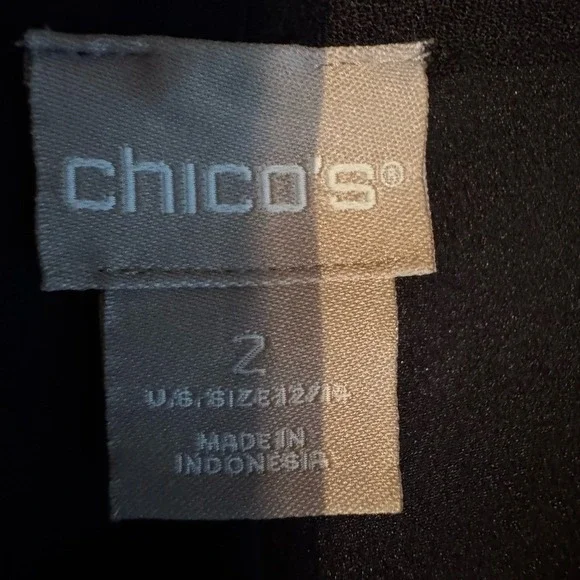 chico's®
2
U.S. SIZE 12/14
MADE IN
INDONESIA